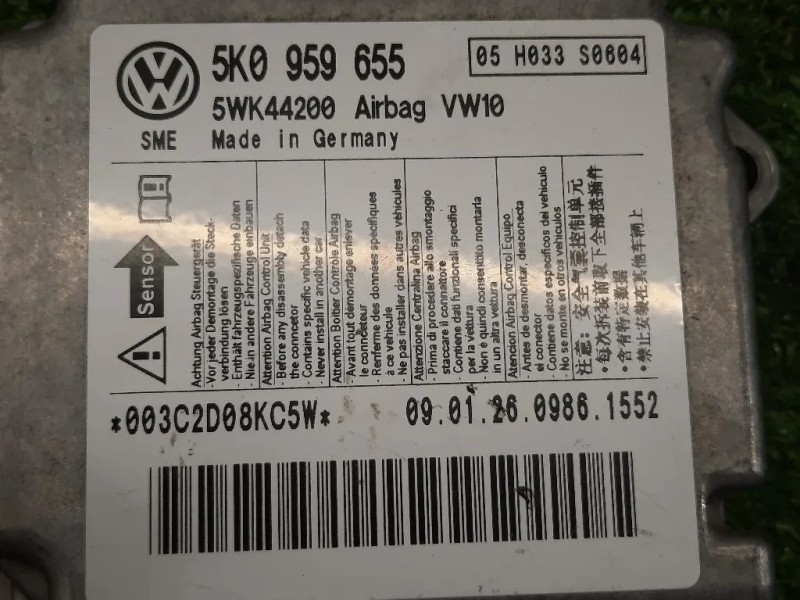 5K0 959 655
05 H033 S0604
5WK44200 Airbag VW10
SME Made in Germany
Sensor
Achtung Airbag Steuergerät
- Vor jeder Demontage die Steck-
verbindung lösen
- Enthält fahrzeugspezifische Daten
- Nie in andere Fahrzeuge einbauen
Attention Airbag Control Unit
- Before any disassembly detach
the connector
- Contains specific vehicle data
- Never install in another car
Attention Boîtier Contrôle Airbag
- Avant tout démontage enlever
le connecteur
- Renferme des données spécifiques
à ce véhicule
- Ne pas installer dans autres véhicules
Attenzione Centralina Airbag
- Prima di procedere allo smontaggio
staccare il connettore
- Contiene dati funzionali specifici
per la vettura
- Non e quindi consentito montarla
in un altra vettura
Atencion Airbag Control Equipo
- Antes de desmontar, desconecta
el conector
- Contiene datos especificos del vehiculo
- No se monte en otros vehiculos
注意: 安全气囊控制单元
•每次拆装前取下全部接插件
•含有特定数据
•禁止安装在其他车辆上
*003C2D08KC5W*
09.01.26.0986.1552